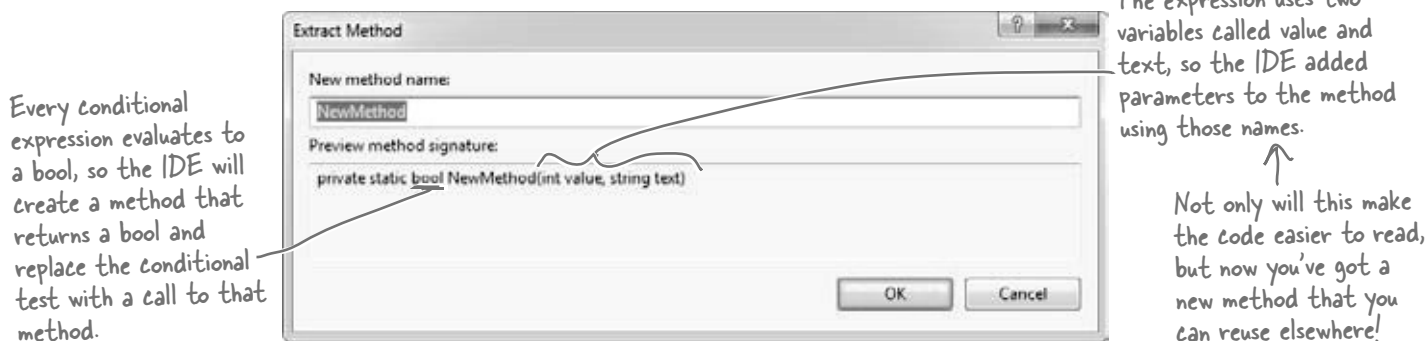 Every conditional
expression evaluates to
a bool, so the IDE will
create a method that
returns a bool and
replace the conditional
test with a call to that
method.
Extract Method
New method name:
NewMethod
Preview method signature:
private static bool NewMethod(int value, string text)
OK
Cancel
The expression uses two
variables called value and
text, so the IDE added
parameters to the method
using those names.
Not only will this make
the code easier to read,
but now you've got a
new method that you
can reuse elsewhere!